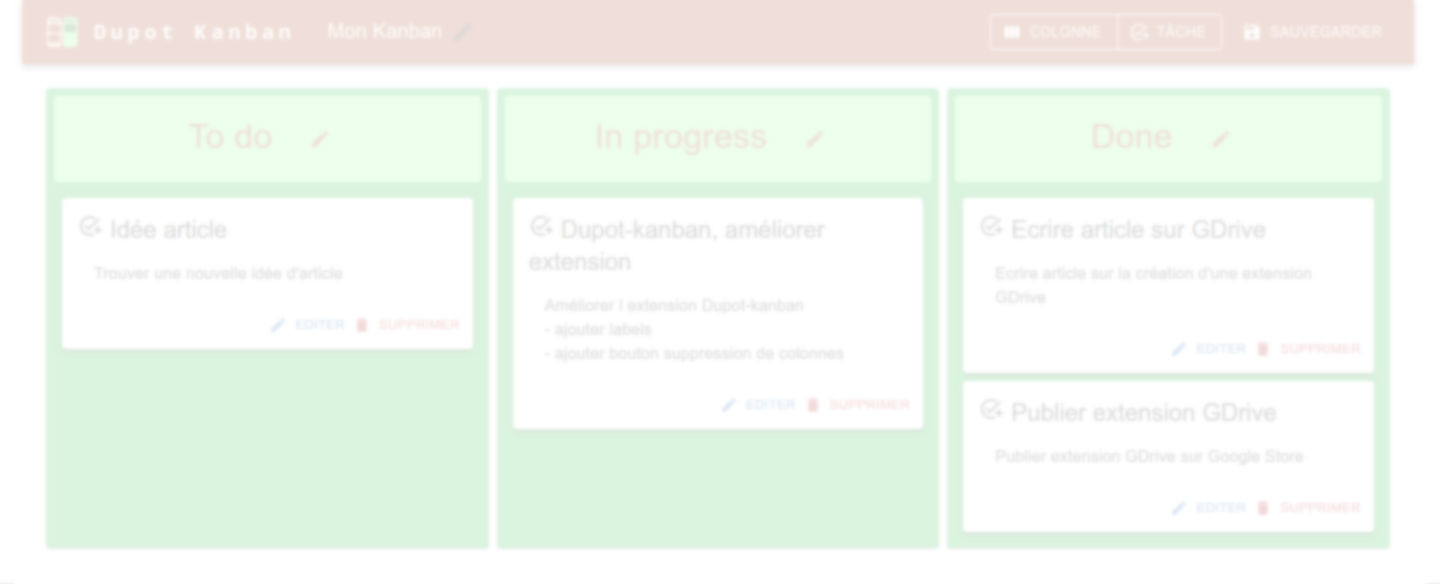 Dupot Kanban Mon Kanban COLONNE TÂCHE SAUVEGARDER
To do
Idée article
Trouver une nouvelle idée d'article
EDITER SUPPRIMER
In progress
Dupot-kanban, améliorer
extension
Améliorer l extension Dupot-kanban
- ajouter labels
- ajouter bouton suppression de colonnes
EDITER SUPPRIMER
Done
Ecrire article sur GDrive
Ecrire article sur la création d'une extension
GDrive
EDITER SUPPRIMER
Publier extension GDrive
Publier extension GDrive sur Google Store
EDITER SUPPRIMER